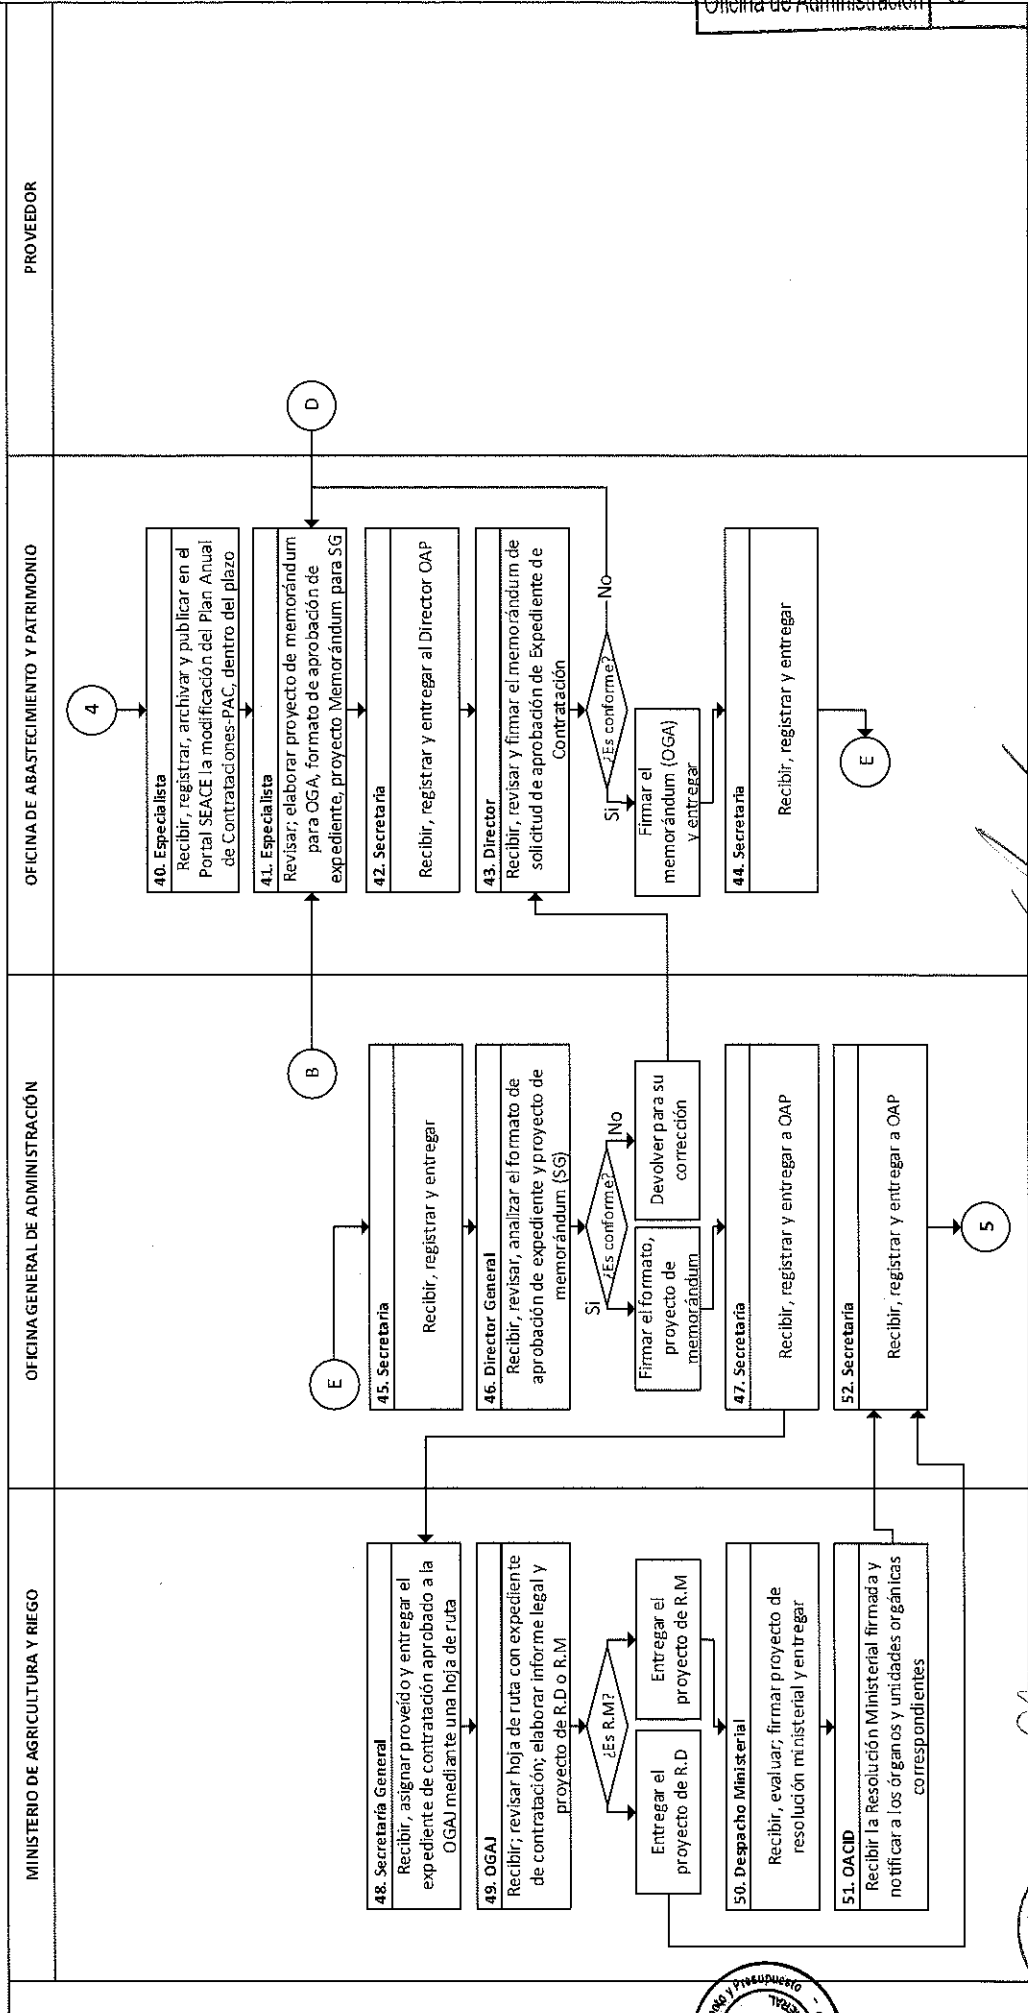 MINISTERIO DE AGRICULTURA Y RIEGO
OFICINA GENERAL DE ADMINISTRACIÓN
OFICINA DE ABASTECIMIENTO Y PATRIMONIO
PROVEEDOR
4
40. Especialista
Recibir, registrar, archivar y publicar en el
Portal SEACE la modificación del Plan Anual
de Contrataciones-PAC, dentro del plazo
B
D
41. Especialista
Revisar; elaborar proyecto de memorándum
para OGA, formato de aprobación de
expediente, proyecto Memorándum para SG
42. Secretaria
Recibir, registrar y entregar al Director OAP
43. Director
Recibir, revisar y firmar el memorándum de
solicitud de aprobación de Expediente de
Contratación
¿Es conforme?
Si
No
Firmar el
memorándum (OGA)
y entregar
44. Secretaria
Recibir, registrar y entregar
E
E
45. Secretaria
Recibir, registrar y entregar
46. Director General
Recibir, revisar, analizar el formato de
aprobación de expediente y proyecto de
memorándum (SG)
¿Es conforme?
Si
No
Firmar el formato,
proyecto de
memorándum
Devolver para su
corrección
47. Secretaria
Recibir, registrar y entregar a OAP
48. Secretaría General
Recibir, asignar proveído y entregar el
expediente de contratación aprobado a la
OGAJ mediante una hoja de ruta
49. OGAJ
Recibir; revisar hoja de ruta con expediente
de contratación; elaborar informe legal y
proyecto de R.D o R.M
¿Es R.M?
Entregar el
proyecto de R.D
Entregar el
proyecto de R.M
50. Despacho Ministerial
Recibir, evaluar; firmar proyecto de
resolución ministerial y entregar
51. OACID
Recibir la Resolución Ministerial firmada y
notificar a los órganos y unidades orgánicas
correspondientes
52. Secretaria
Recibir, registrar y entregar a OAP
5
Oficina de Administración
y Presupuesto